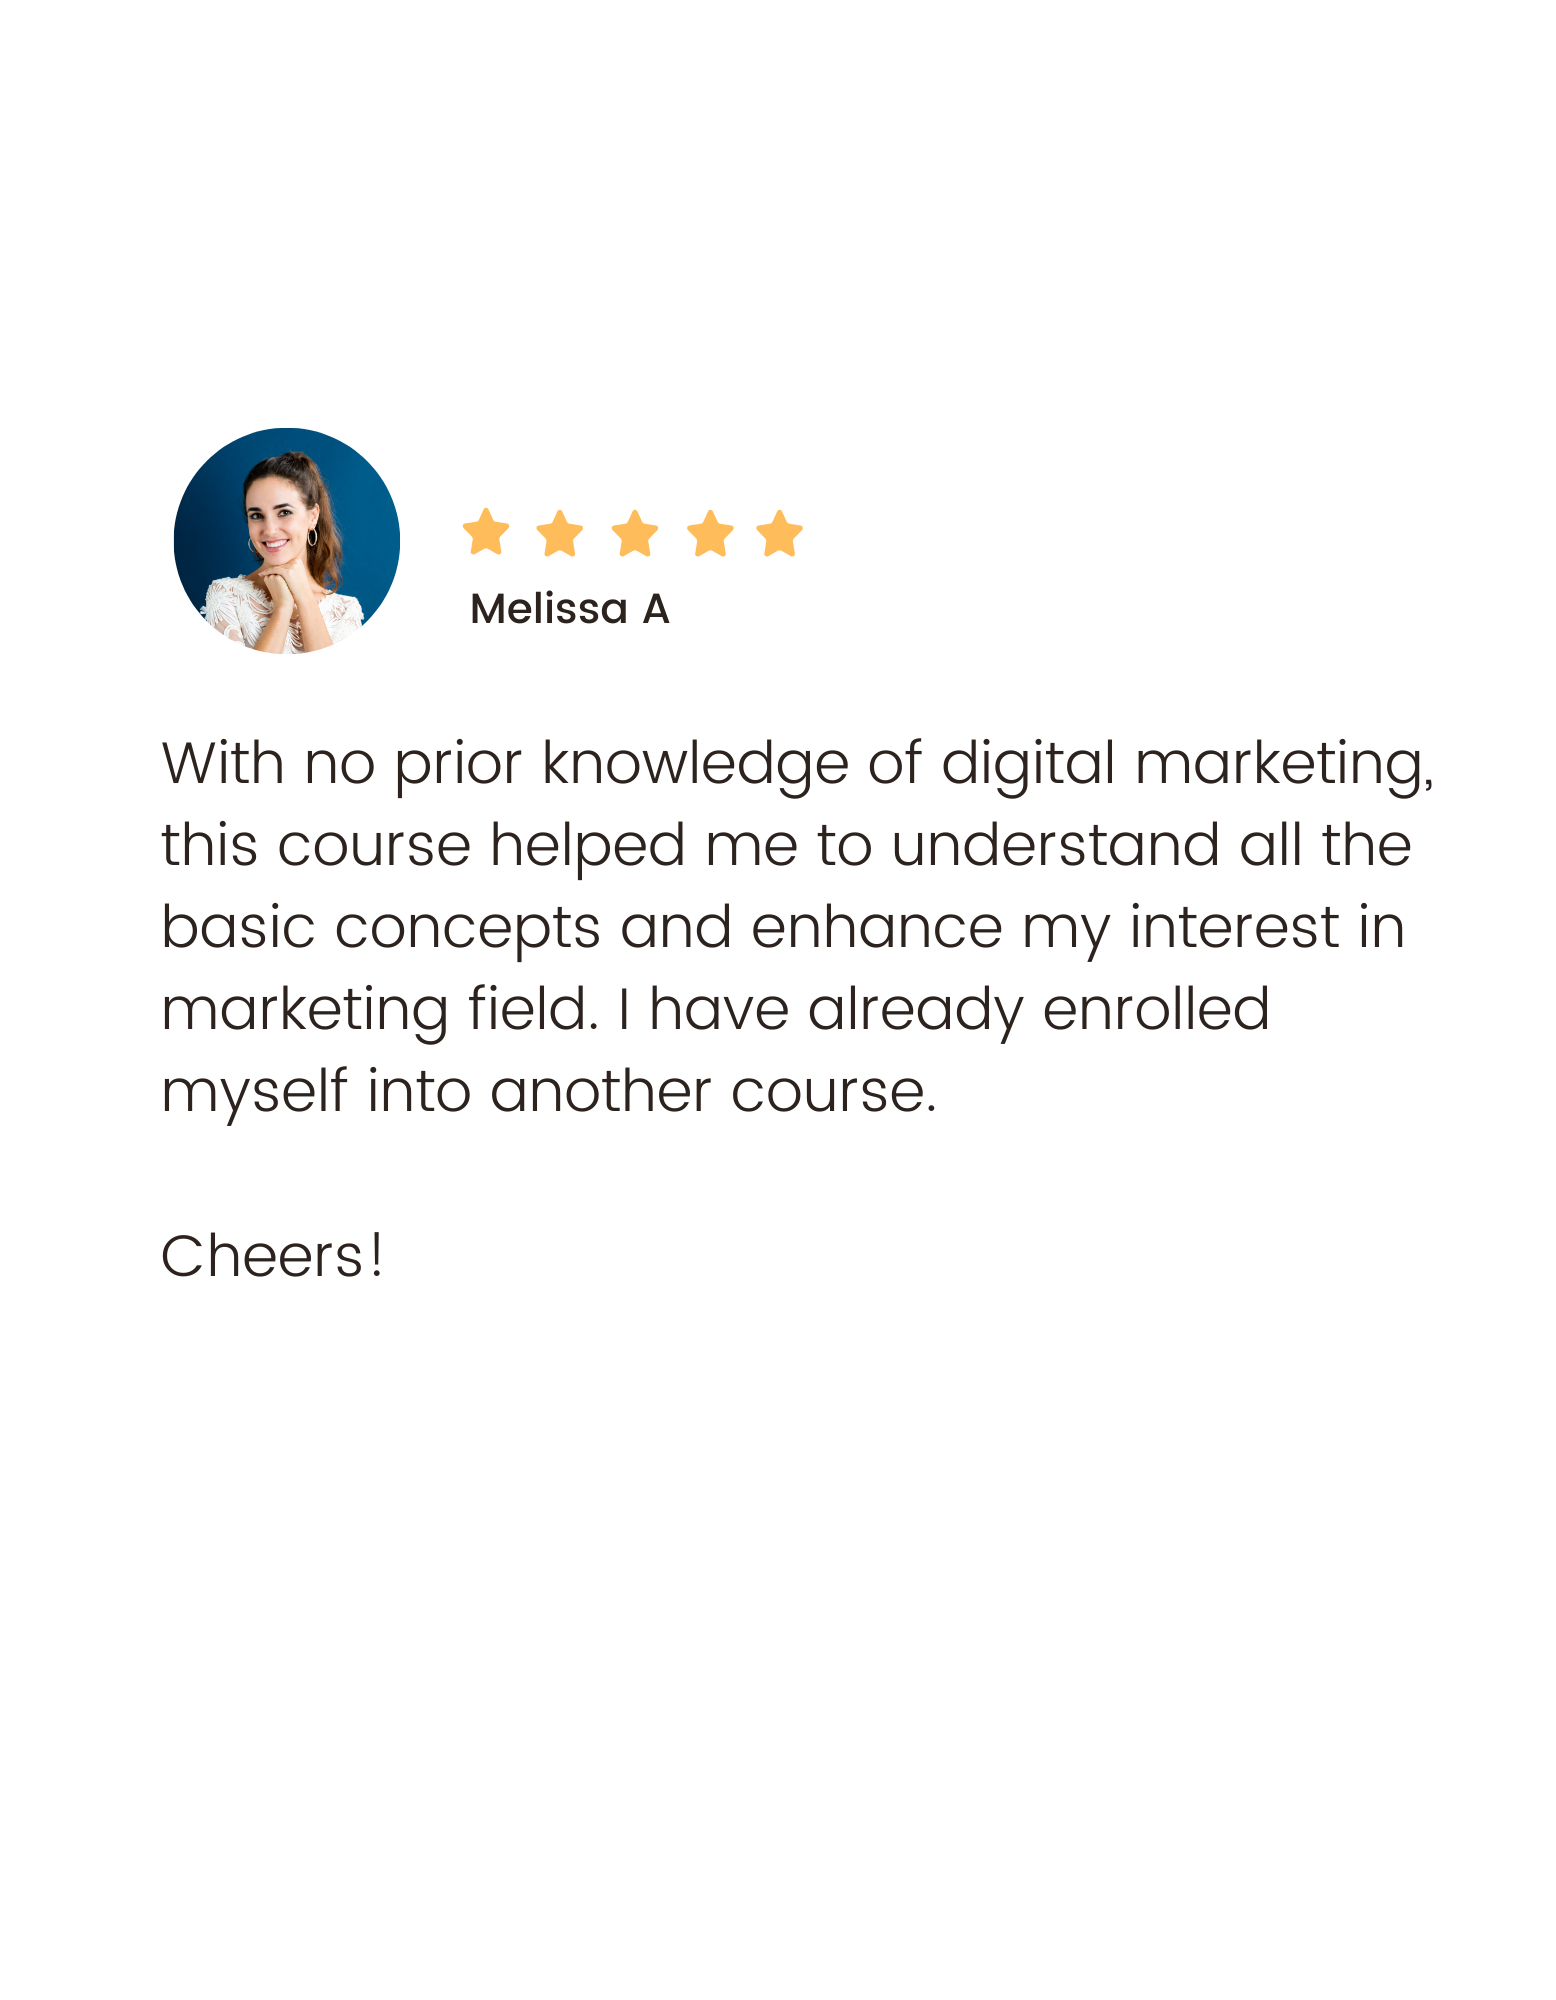 Melissa A
With no prior knowledge of digital marketing,
this course helped me to understand all the
basic concepts and enhance my interest in
marketing field. I have already enrolled
myself into another course.
Cheers!